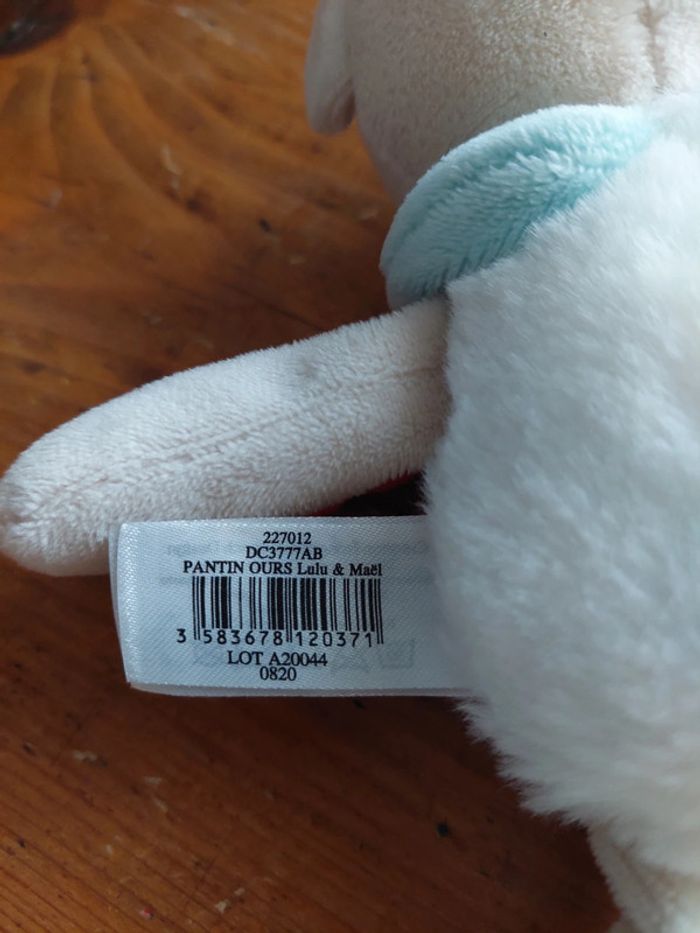 227012
DC3777AB
PANTIN OURS Lulu & Maël
3 583678 120371
LOT A20044
0820